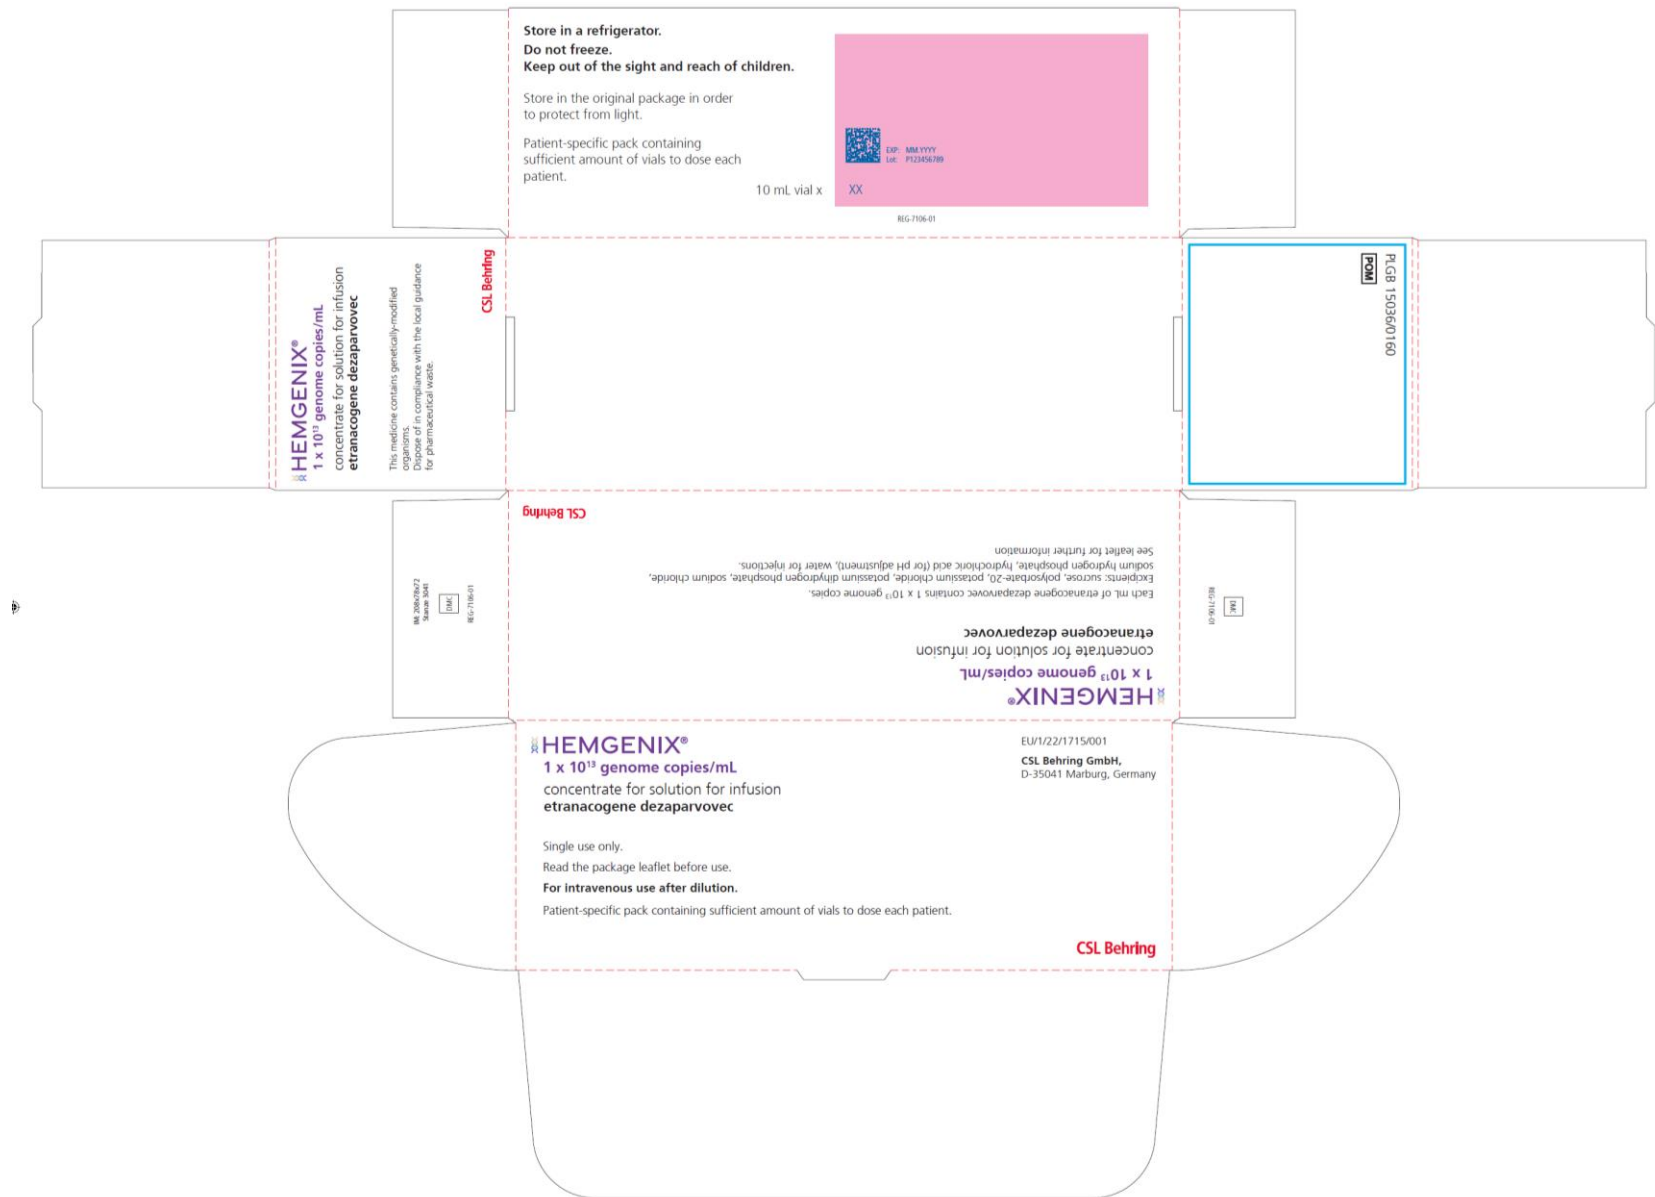 Store in a refrigerator.
Do not freeze.
Keep out of the sight and reach of children.
Store in the original package in order
to protect from light.
Patient-specific pack containing
sufficient amount of vials to dose each
patient.
10 mL vial x XX
EXP: MM.YYYY
Lot: P123456789
REG-7106-01
HEMGENIX®
1 x 10¹³ genome copies/mL
concentrate for solution for infusion
etranacogene dezaparvovec
This medicine contains genetically-modified
organisms.
Dispose of in compliance with the local guidance
for pharmaceutical waste.
CSL Behring
PLGB 15036/0160
POM
CSL Behring
HEMGENIX®
1 x 10¹³ genome copies/mL
concentrate for solution for infusion
etranacogene dezaparvovec
Each mL of etranacogene dezaparvovec contains 1 x 10¹³ genome copies.
Excipients: sucrose, polysorbate-20, potassium chloride, potassium dihydrogen phosphate, sodium chloride,
sodium hydrogen phosphate, hydrochloric acid (for pH adjustment), water for injections.
See leaflet for further information
IMI 208x78x72
Stanze 5041
DMC
REG-7106-01
DMC
REG-7106-01
HEMGENIX®
1 x 10¹³ genome copies/mL
concentrate for solution for infusion
etranacogene dezaparvovec
EU/1/22/1715/001
CSL Behring GmbH,
D-35041 Marburg, Germany
Single use only.
Read the package leaflet before use.
For intravenous use after dilution.
Patient-specific pack containing sufficient amount of vials to dose each patient.
CSL Behring